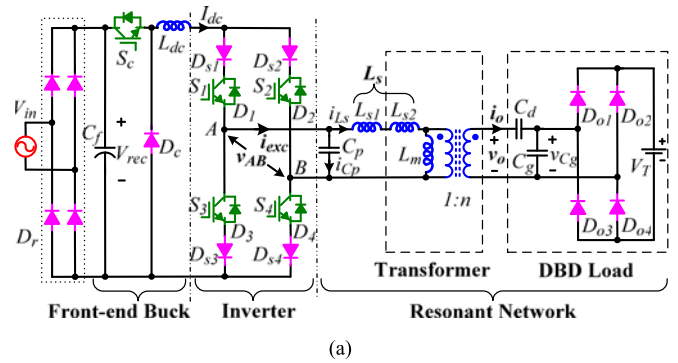 S_c
L_dc
I_dc
D_s1
D_s2
S_1
S_2
D_1
D_2
V_in
C_f
+
V_rec
-
D_c
A
i_exc
v_AB
B
i_Ls
L_s
L_s1
L_s2
C_p
i_Cp
L_m
1:n
i_o
+
v_o
-
C_d
C_g
+
v_Cg
-
D_o1
D_o2
+
V_T
-
D_r
S_3
S_4
D_3
D_4
D_s3
D_s4
D_o3
D_o4
Transformer
DBD Load
Front-end Buck
Inverter
Resonant Network
(a)